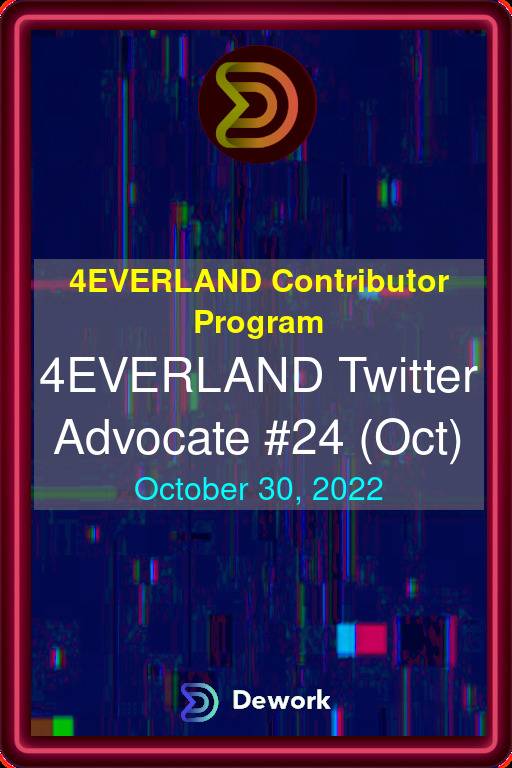 4EVERLAND Contributor
Program
4EVERLAND Twitter
Advocate #24 (Oct)
October 30, 2022
Dework